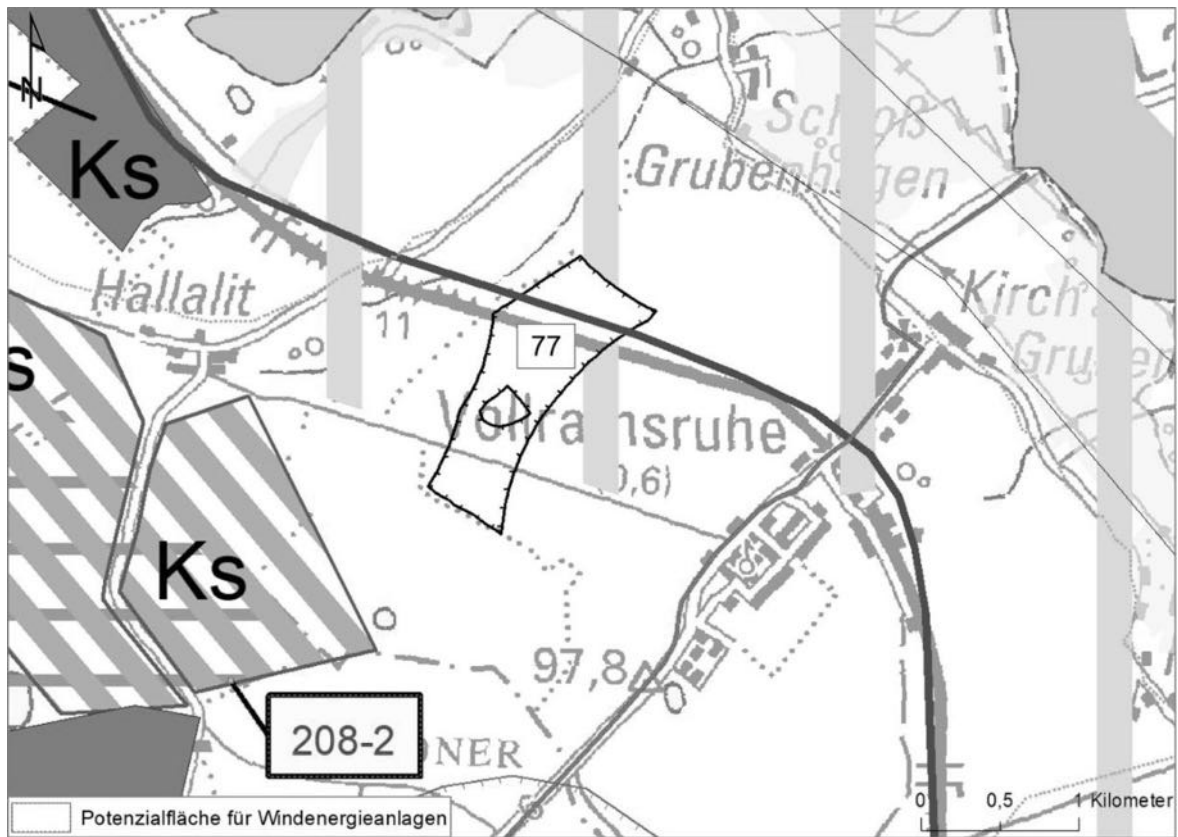 N
Ks
Schloß
Grubenhagen
Hallalit
11
77
Kirch
s
Vollratnsruhe
Ks
97,8
208-2
Potenzialfläche für Windenergieanlagen
0 0,5 1 Kilometer